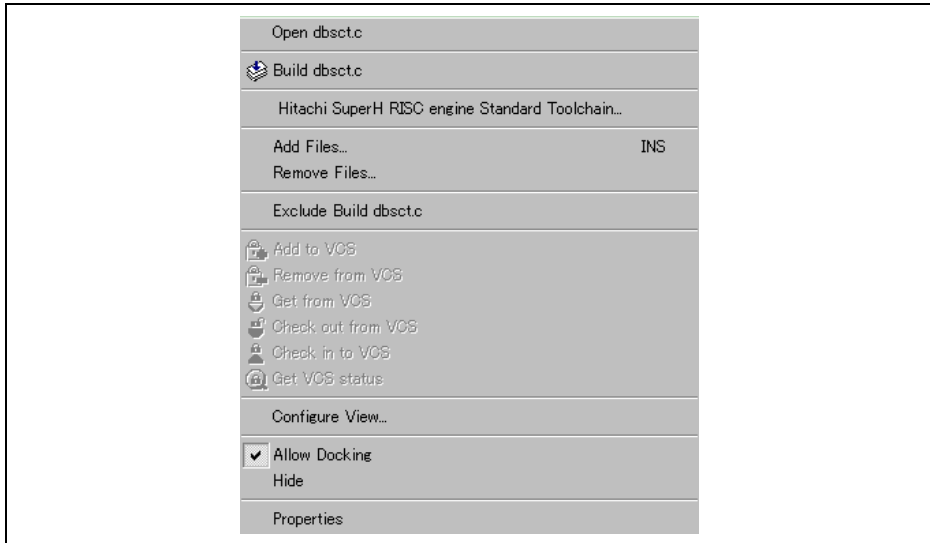 Open dbsct.c
Build dbsct.c
Hitachi SuperH RISC engine Standard Toolchain...
Add Files... INS
Remove Files...
Exclude Build dbsct.c
Add to VCS
Remove from VCS
Get from VCS
Check out from VCS
Check in to VCS
Get VCS status
Configure View...
Allow Docking
Hide
Properties